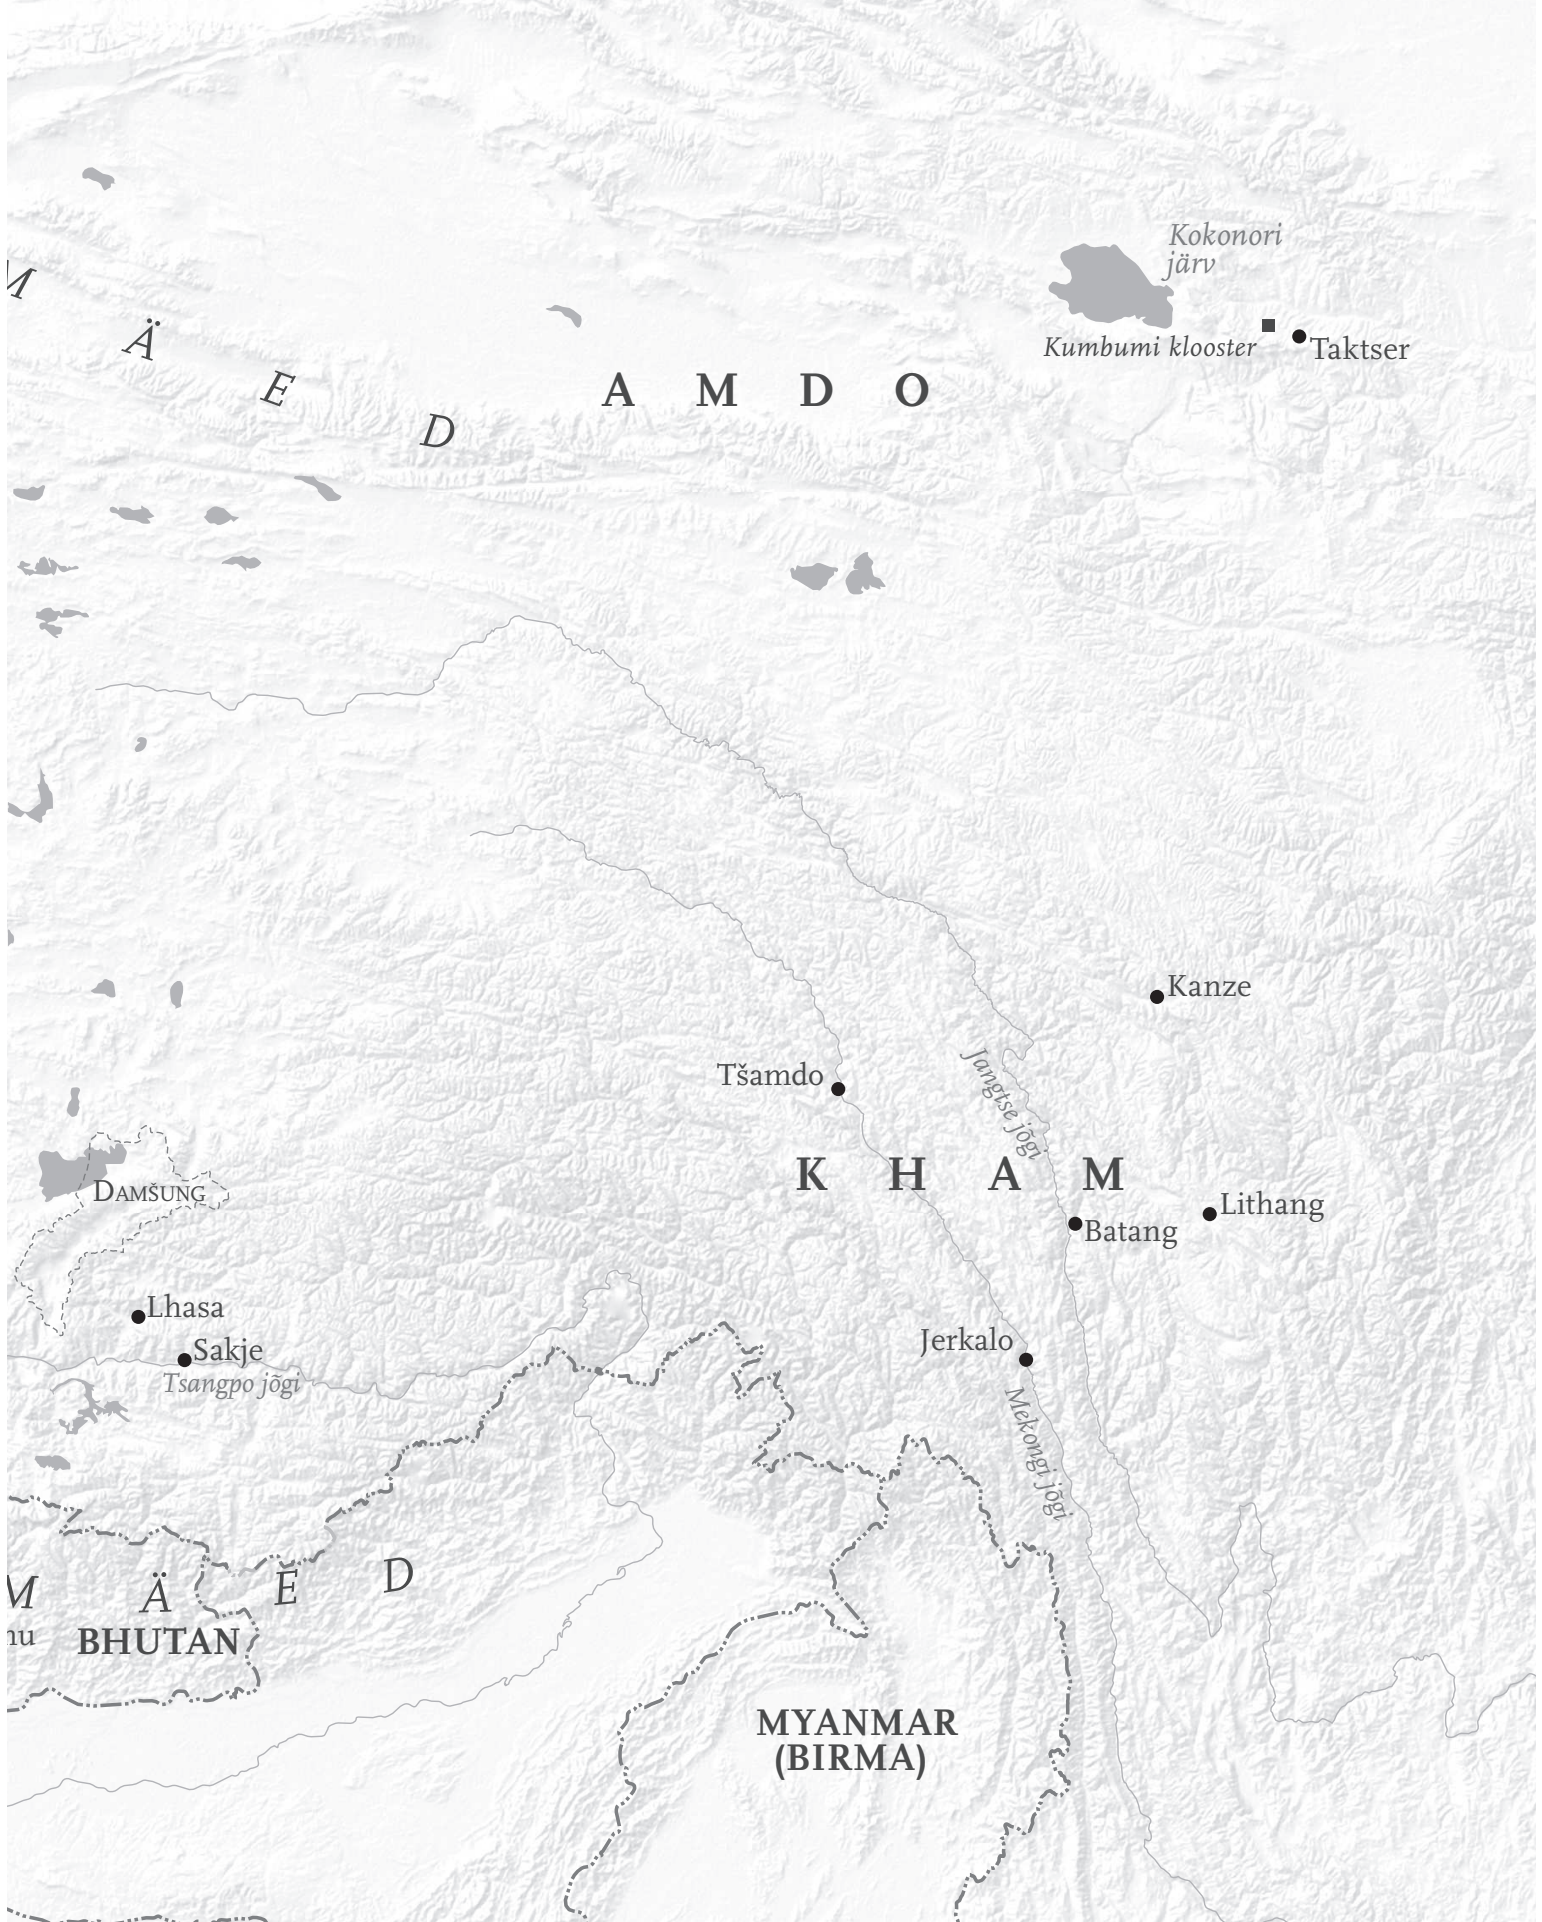 Kokonori
järv
M Ä E D
Kumbumi klooster
Taktser
A M D O
Kanze
Tšamdo
Jangtse jõgi
K H A M
Damšung
Lithang
Batang
Lhasa
Jerkalo
Sakje
Tsangpo jõgi
Mekongi jõgi
M Ä E D
BHUTAN
MYANMAR
(BIRMA)